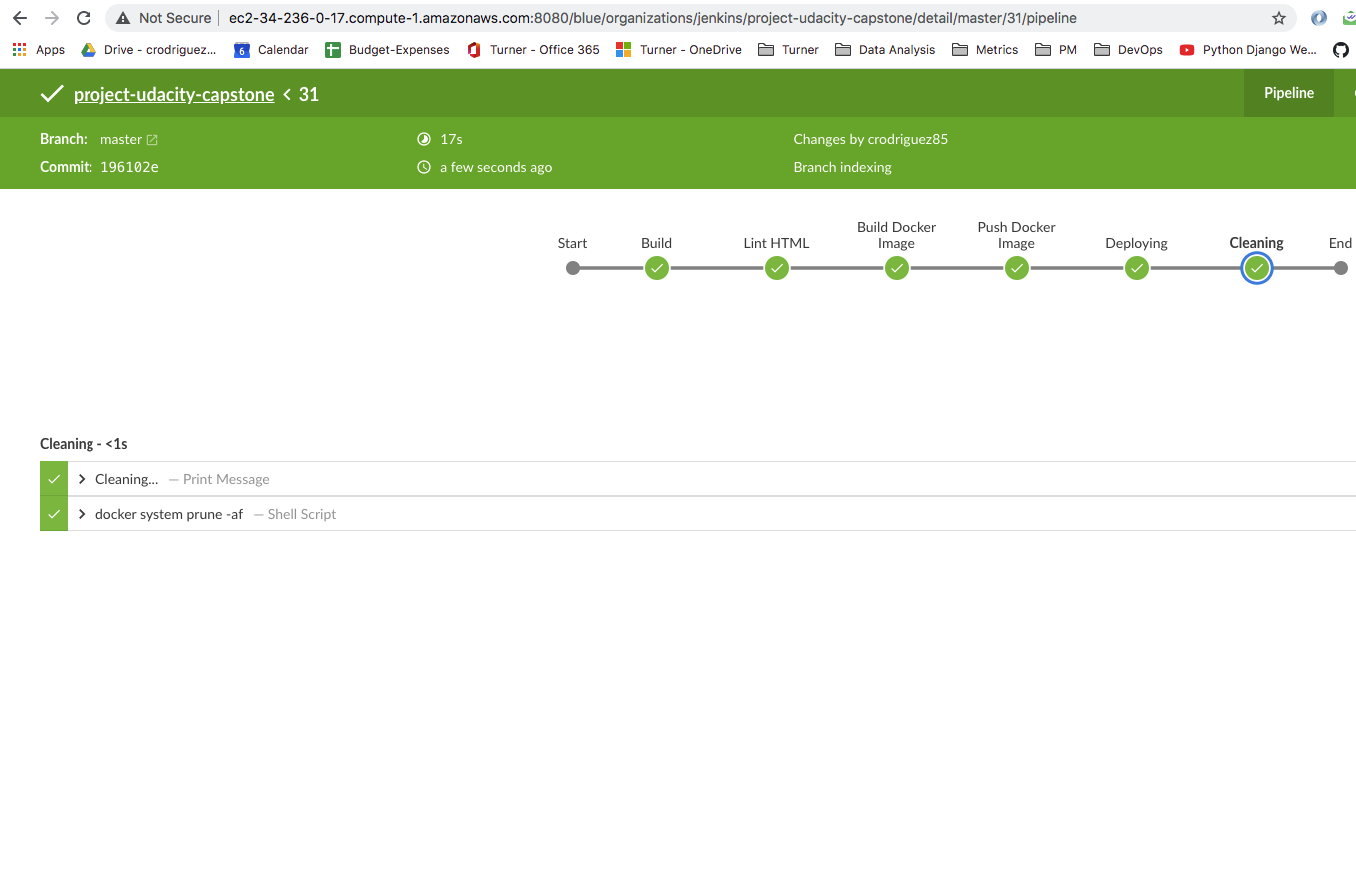 Not Secure ec2-34-236-0-17.compute-1.amazonaws.com:8080/blue/organizations/jenkins/project-udacity-capstone/detail/master/31/pipeline
Apps Drive - crodriguez... 6 Calendar Budget-Expenses Turner - Office 365 Turner - OneDrive Turner Data Analysis Metrics PM DevOps Python Django We...
project-udacity-capstone < 31 Pipeline
Branch: master 17s Changes by crodriguez85
Commit: 196102e a few seconds ago Branch indexing
Start Build Lint HTML Build Docker Image Push Docker Image Deploying Cleaning End
Cleaning - <1s
Cleaning... — Print Message
docker system prune -af — Shell Script